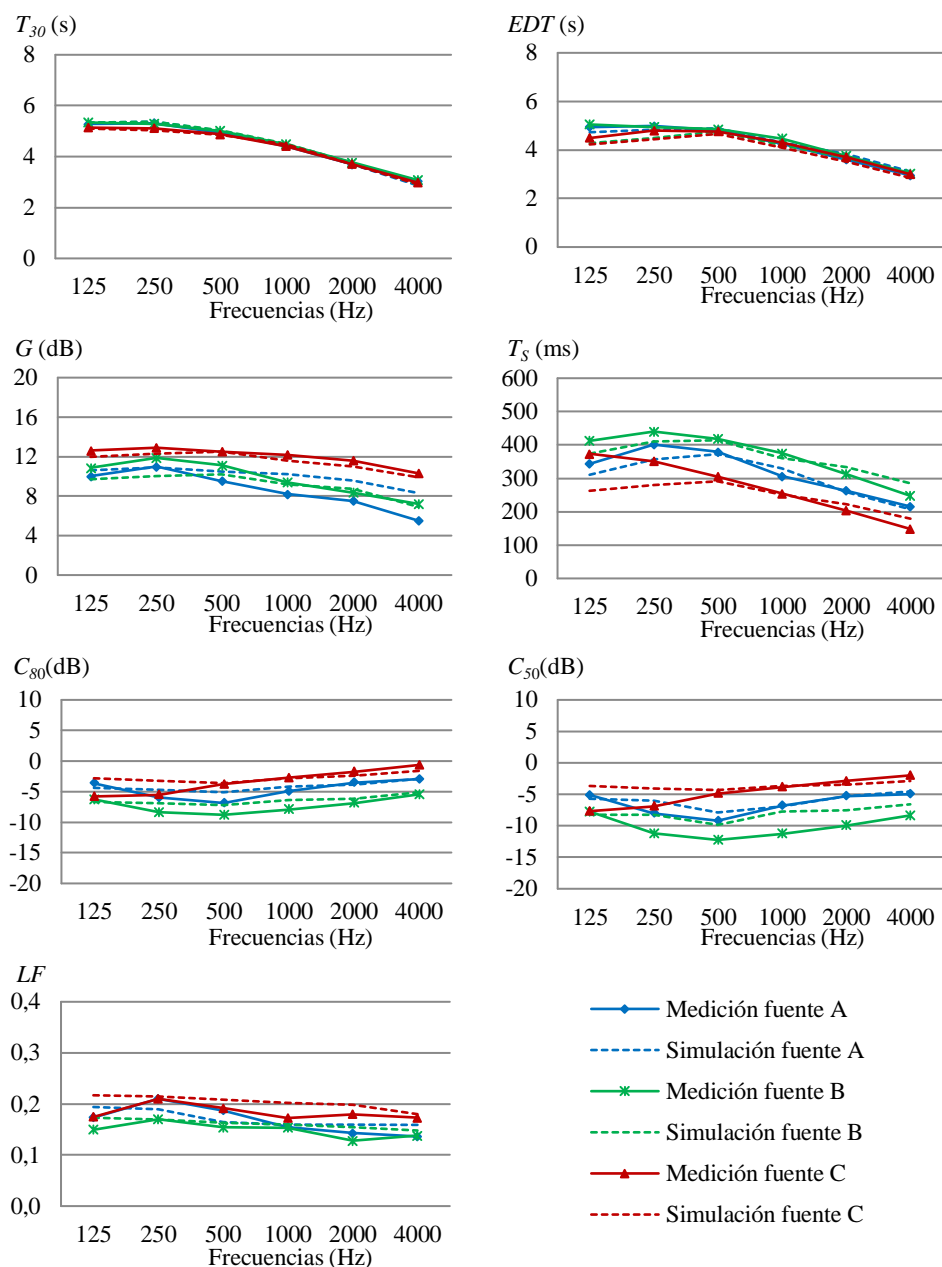 T30 (s)
8
6
4
2
0
125 250 500 1000 2000 4000
Frecuencias (Hz)
EDT (s)
8
6
4
2
0
125 250 500 1000 2000 4000
Frecuencias (Hz)
G (dB)
20
16
12
8
4
0
125 250 500 1000 2000 4000
Frecuencias (Hz)
TS (ms)
600
500
400
300
200
100
0
125 250 500 1000 2000 4000
Frecuencias (Hz)
C80(dB)
10
5
0
-5
-10
-15
-20
125 250 500 1000 2000 4000
Frecuencias (Hz)
C50(dB)
10
5
0
-5
-10
-15
-20
125 250 500 1000 2000 4000
Frecuencias (Hz)
LF
0,4
0,3
0,2
0,1
0,0
125 250 500 1000 2000 4000
Frecuencias (Hz)
Medición fuente A
Simulación fuente A
Medición fuente B
Simulación fuente B
Medición fuente C
Simulación fuente C